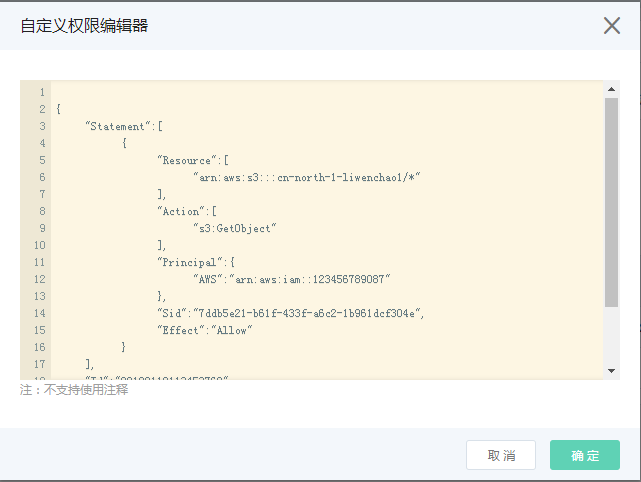 自定义权限编辑器
1
2 {
3 "Statement":[
4 {
5 "Resource":[
6 "arn:aws:s3:::cn-north-1-liwenchao1/*"
7 ],
8 "Action":[
9 "s3:GetObject"
10 ],
11 "Principal":{
12 "AWS":"arn:aws:iam::123456789087"
13 },
14 "Sid":"7ddb5e21-b61f-433f-a6c2-1b961dcf304e",
15 "Effect":"Allow"
16 }
17 ],
注：不支持使用注释
取消 确定